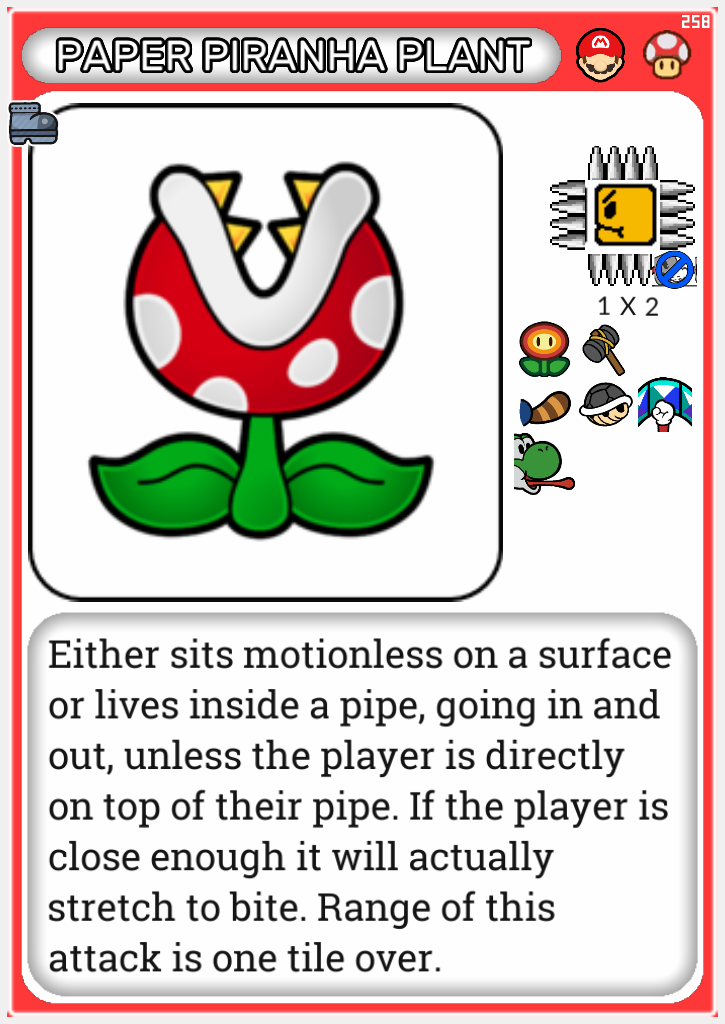 258
PAPER PIRANHA PLANT
1 X 2
Either sits motionless on a surface
or lives inside a pipe, going in and
out, unless the player is directly
on top of their pipe. If the player is
close enough it will actually
stretch to bite. Range of this
attack is one tile over.